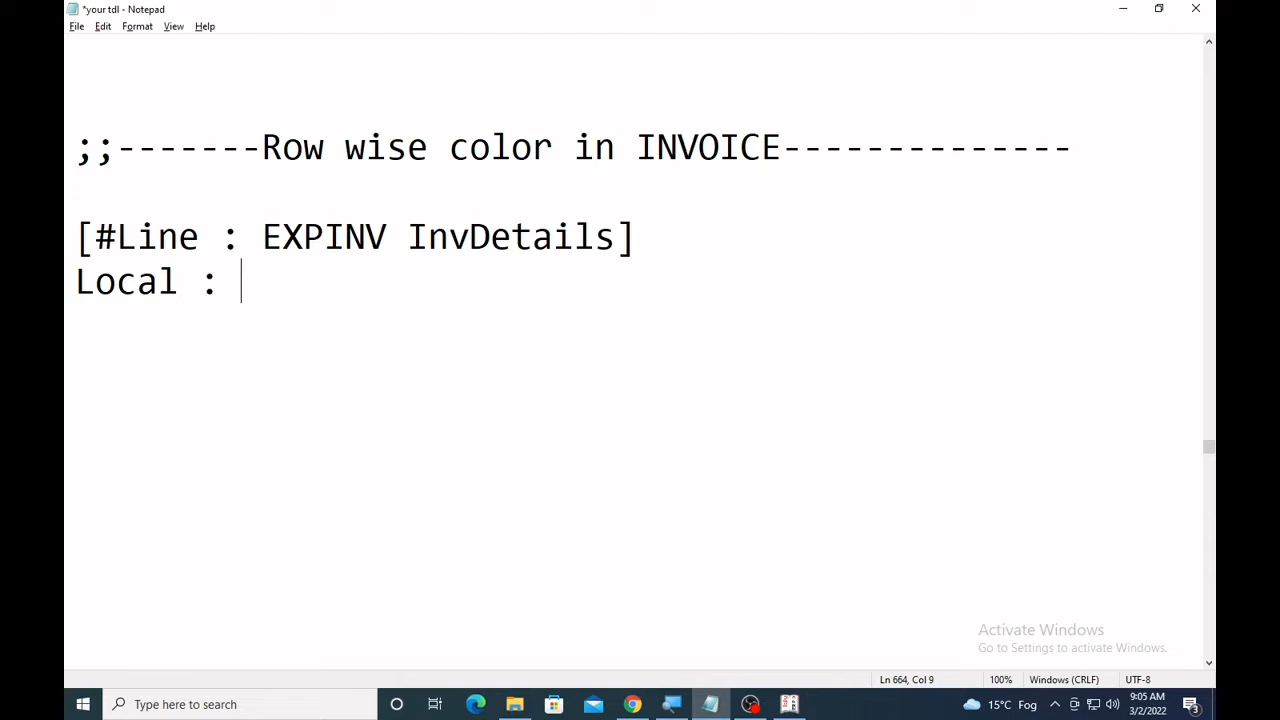 *your tdl - Notepad
File Edit Format View Help
;;-------Row wise color in INVOICE--------------
[#Line : EXPINV InvDetails]
Local :
Activate Windows
Go to Settings to activate Windows.
Ln 664, Col 9 100% Windows (CRLF) UTF-8
Type here to search
15°C Fog
9:05 AM
3/2/2022
3